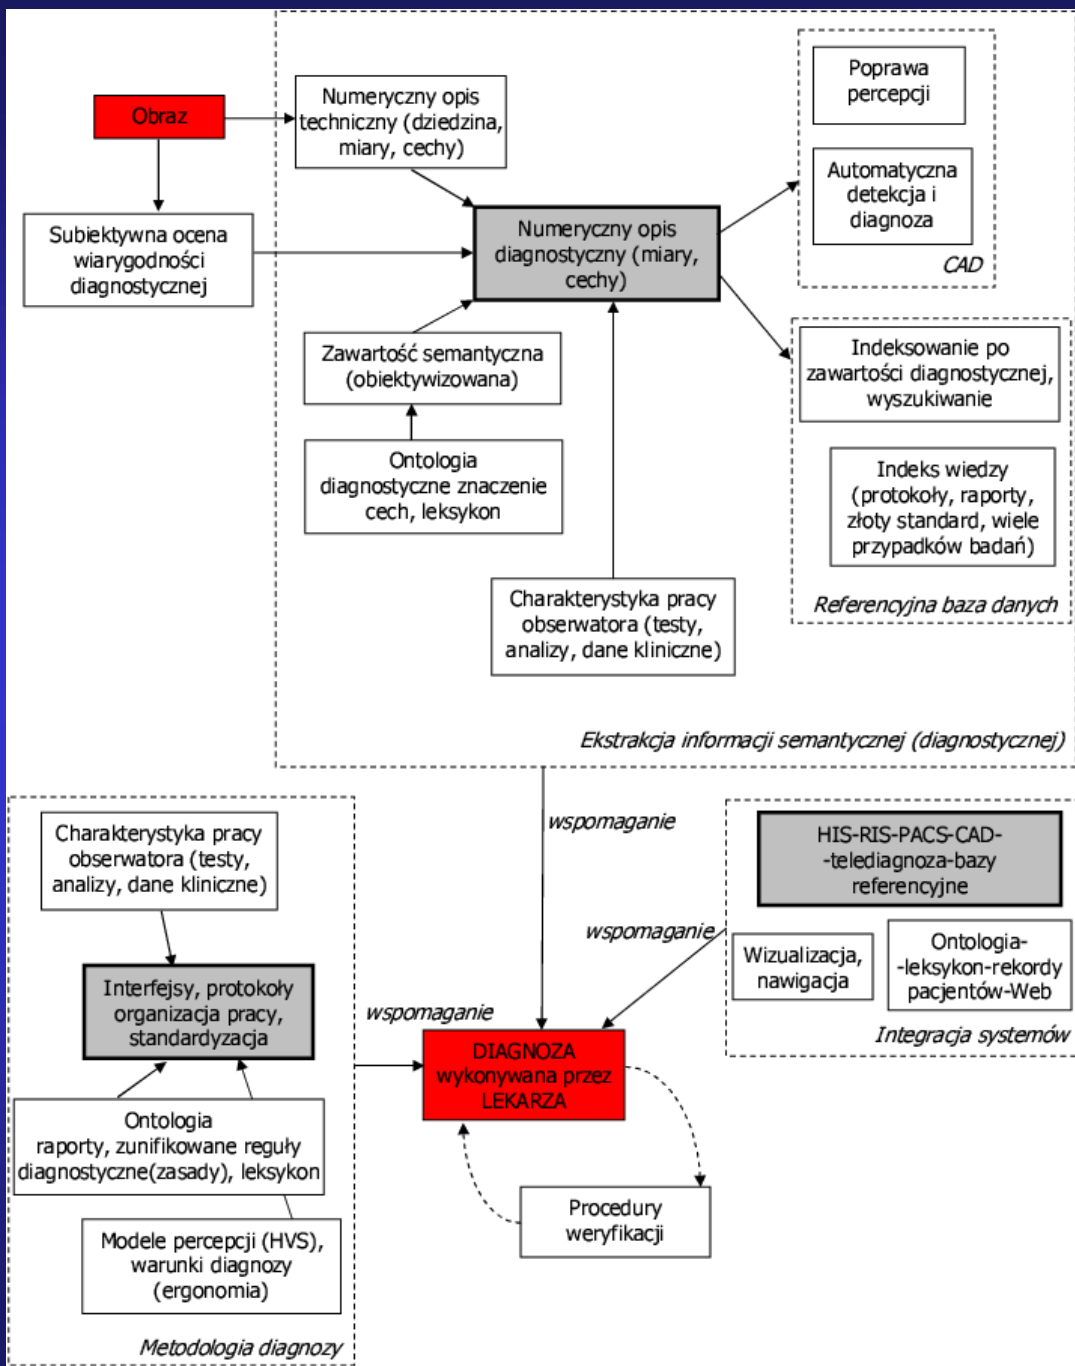 Obraz
Numeryczny opis
techniczny (dziedzina,
miary, cechy)
Poprawa
percepcji
Automatyczna
detekcja i
diagnoza
CAD
Subiektywna ocena
wiarygodności
diagnostycznej
Numeryczny opis
diagnostyczny (miary,
cechy)
Zawartość semantyczna
(obiektywizowana)
Indeksowanie po
zawartości diagnostycznej,
wyszukiwanie
Ontologia
diagnostyczne znaczenie
cech, leksykon
Indeks wiedzy
(protokoły, raporty,
złoty standard, wiele
przypadków badań)
Referencyjna baza danych
Charakterystyka pracy
obserwatora (testy,
analizy, dane kliniczne)
Ekstrakcja informacji semantycznej (diagnostycznej)
wspomaganie
Charakterystyka pracy
obserwatora (testy,
analizy, dane kliniczne)
HIS-RIS-PACS-CAD-
-telediagnoza-bazy
referencyjne
wspomaganie
Wizualizacja,
nawigacja
Ontologia-
-leksykon-rekordy
pacjentów-Web
Integracja systemów
Interfejsy, protokoły
organizacja pracy,
standardyzacja
wspomaganie
DIAGNOZA
wykonywana przez
LEKARZA
Ontologia
raporty, zunifikowane reguły
diagnostyczne(zasady), leksykon
Procedury
weryfikacji
Modele percepcji (HVS),
warunki diagnozy
(ergonomia)
Metodologia diagnozy